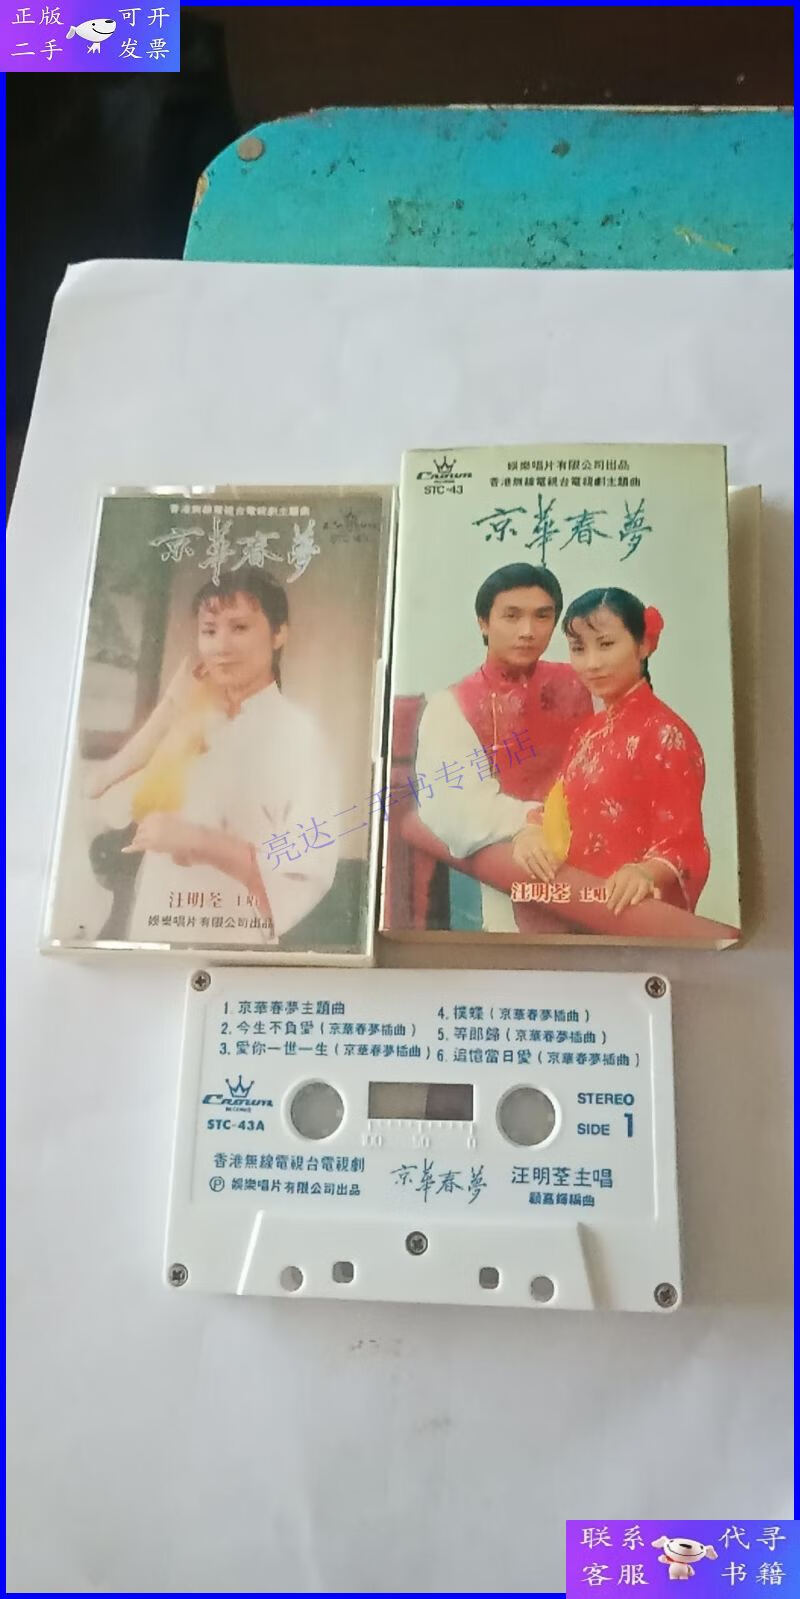 正版 可开
二手 发票
香港無線電視台電視劇主題曲
京華春夢
汪明荃 主唱
娛樂唱片有限公司出品
Crown
RECORDS
STC-43
娛樂唱片有限公司出品
香港無線電視台電視劇主題曲
京華春夢
汪明荃 主唱
亮达二手书专营店
1. 京華春夢主題曲
2. 今生不負愛(京華春夢插曲)
3. 愛你一世一生(京華春夢插曲)
4. 撲蝶(京華春夢插曲)
5. 等郎歸(京華春夢插曲)
6. 追憶當日愛(京華春夢插曲)
Crown
RECORDS
STC-43A
100 50 0
STEREO
SIDE 1
香港無線電視台電視劇
Ⓟ 娛樂唱片有限公司出品
京華春夢
汪明荃主唱
顧嘉輝編曲
联系 代寻
客服 书籍